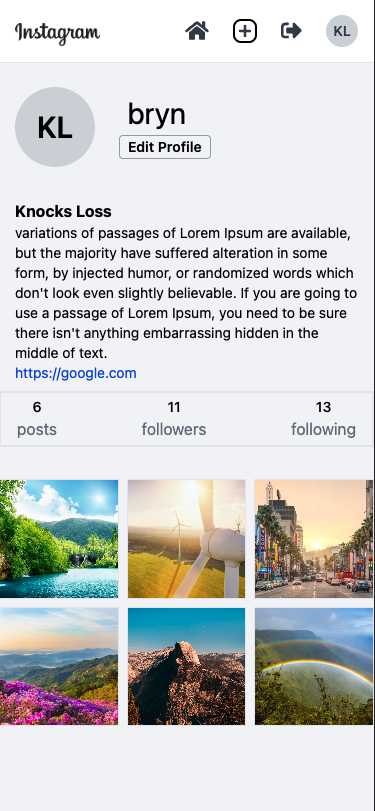 Instagram
KL
KL
bryn
Edit Profile
Knocks Loss
variations of passages of Lorem Ipsum are available,
but the majority have suffered alteration in some
form, by injected humor, or randomized words which
don't look even slightly believable. If you are going to
use a passage of Lorem Ipsum, you need to be sure
there isn't anything embarrassing hidden in the
middle of text.
https://google.com
6 11 13
posts followers following